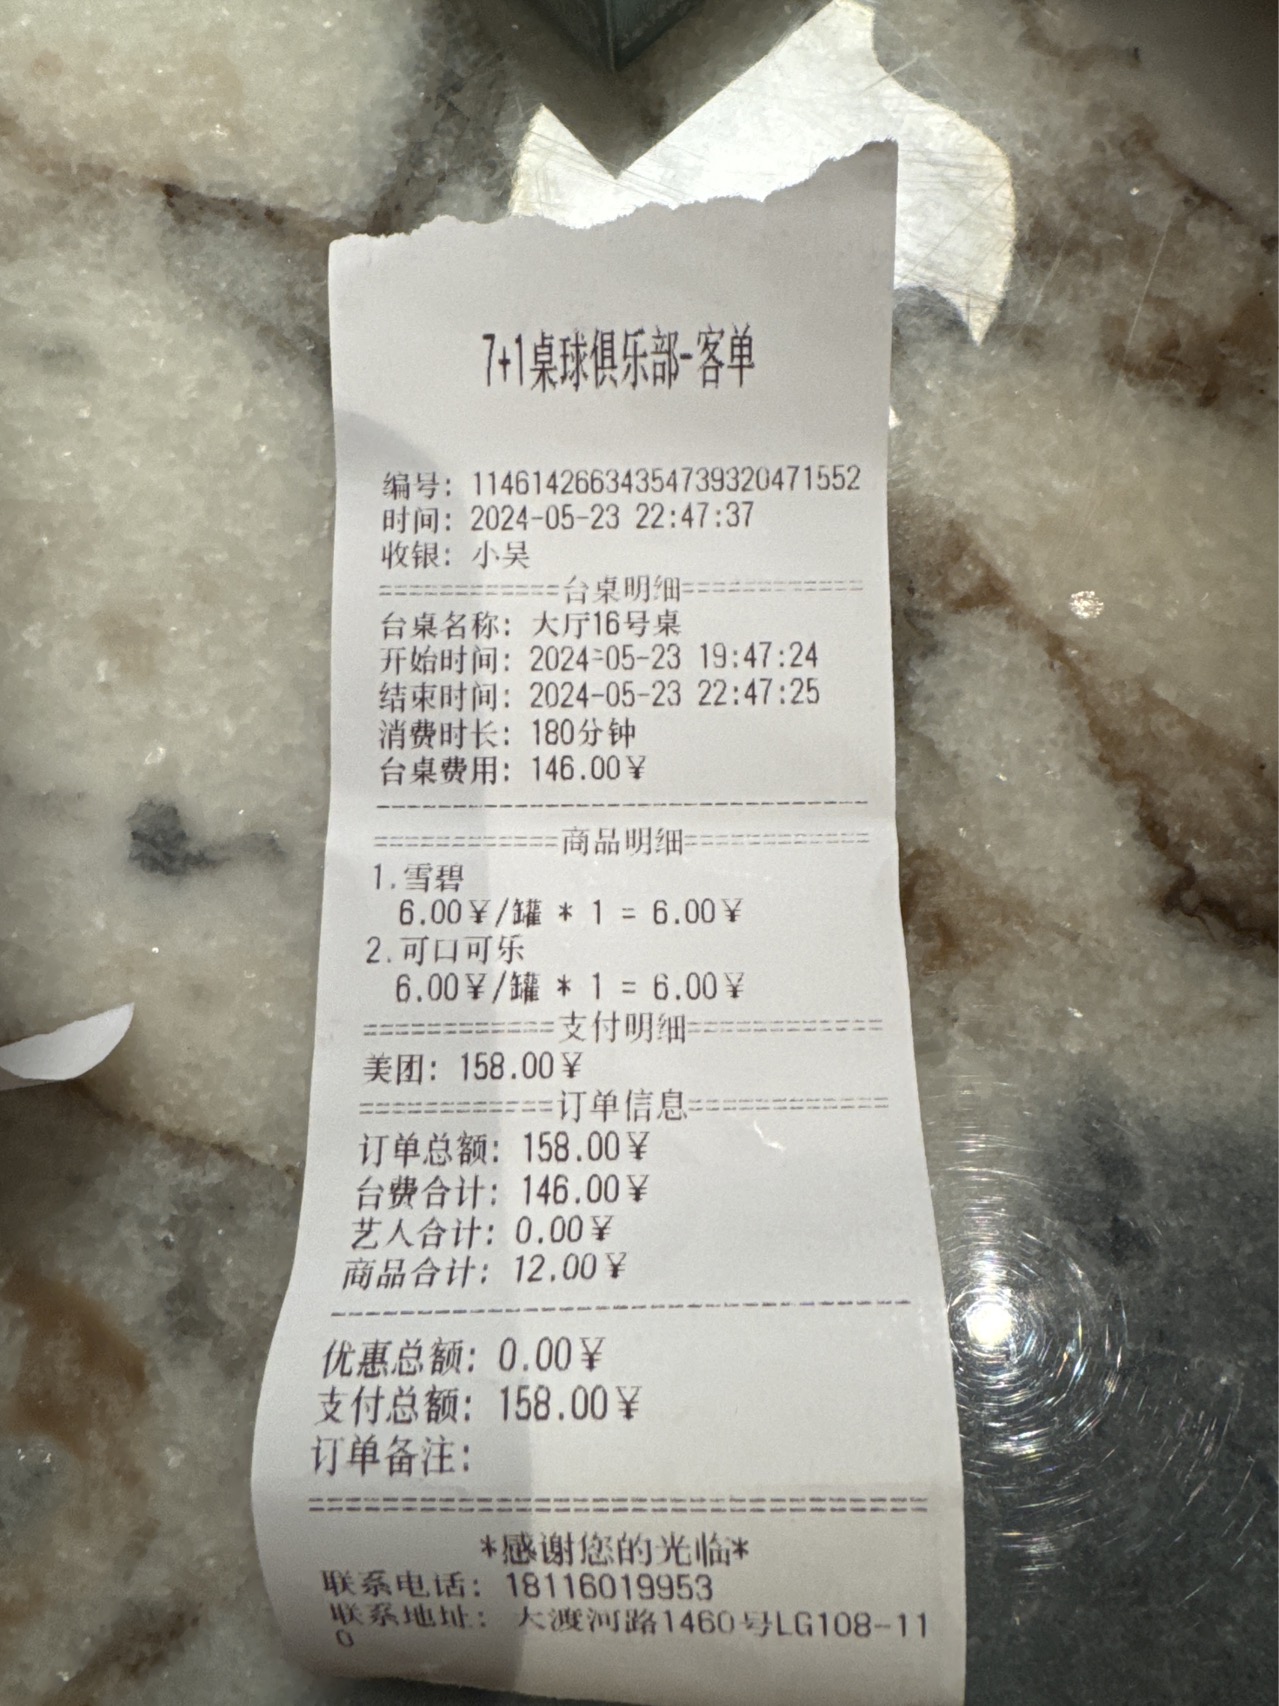 7+1桌球俱乐部-客单
编号: 1146142663435473932047​1552
时间: 2024-05-23 22:47:37
收银: 小吴
============台桌明细============
台桌名称: 大厅16号桌
开始时间: 2024-05-23 19:47:24
结束时间: 2024-05-23 22:47:25
消费时长: 180分钟
台桌费用: 146.00¥
--------------------------------
============商品明细============
1.雪碧
6.00¥/罐 * 1 = 6.00¥
2.可口可乐
6.00¥/罐 * 1 = 6.00¥
============支付明细============
美团: 158.00¥
============订单信息============
订单总额: 158.00¥
台费合计: 146.00¥
艺人合计: 0.00¥
商品合计: 12.00¥
--------------------------------
优惠总额: 0.00¥
支付总额: 158.00¥
订单备注:
================================
*感谢您的光临*
联系电话: 18116019953
联系地址: 大渡河路1460号LG108-11
0